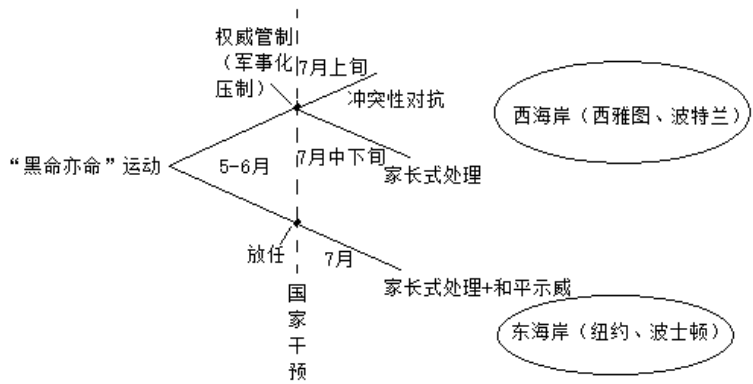 权威管制
（军事化
压制）
7月上旬
冲突性对抗
西海岸（西雅图、波特兰）
“黑命亦命”运动
5-6月
7月中下旬
家长式处理
放任
7月
家长式处理+和平示威
国
家
干
预
东海岸（纽约、波士顿）